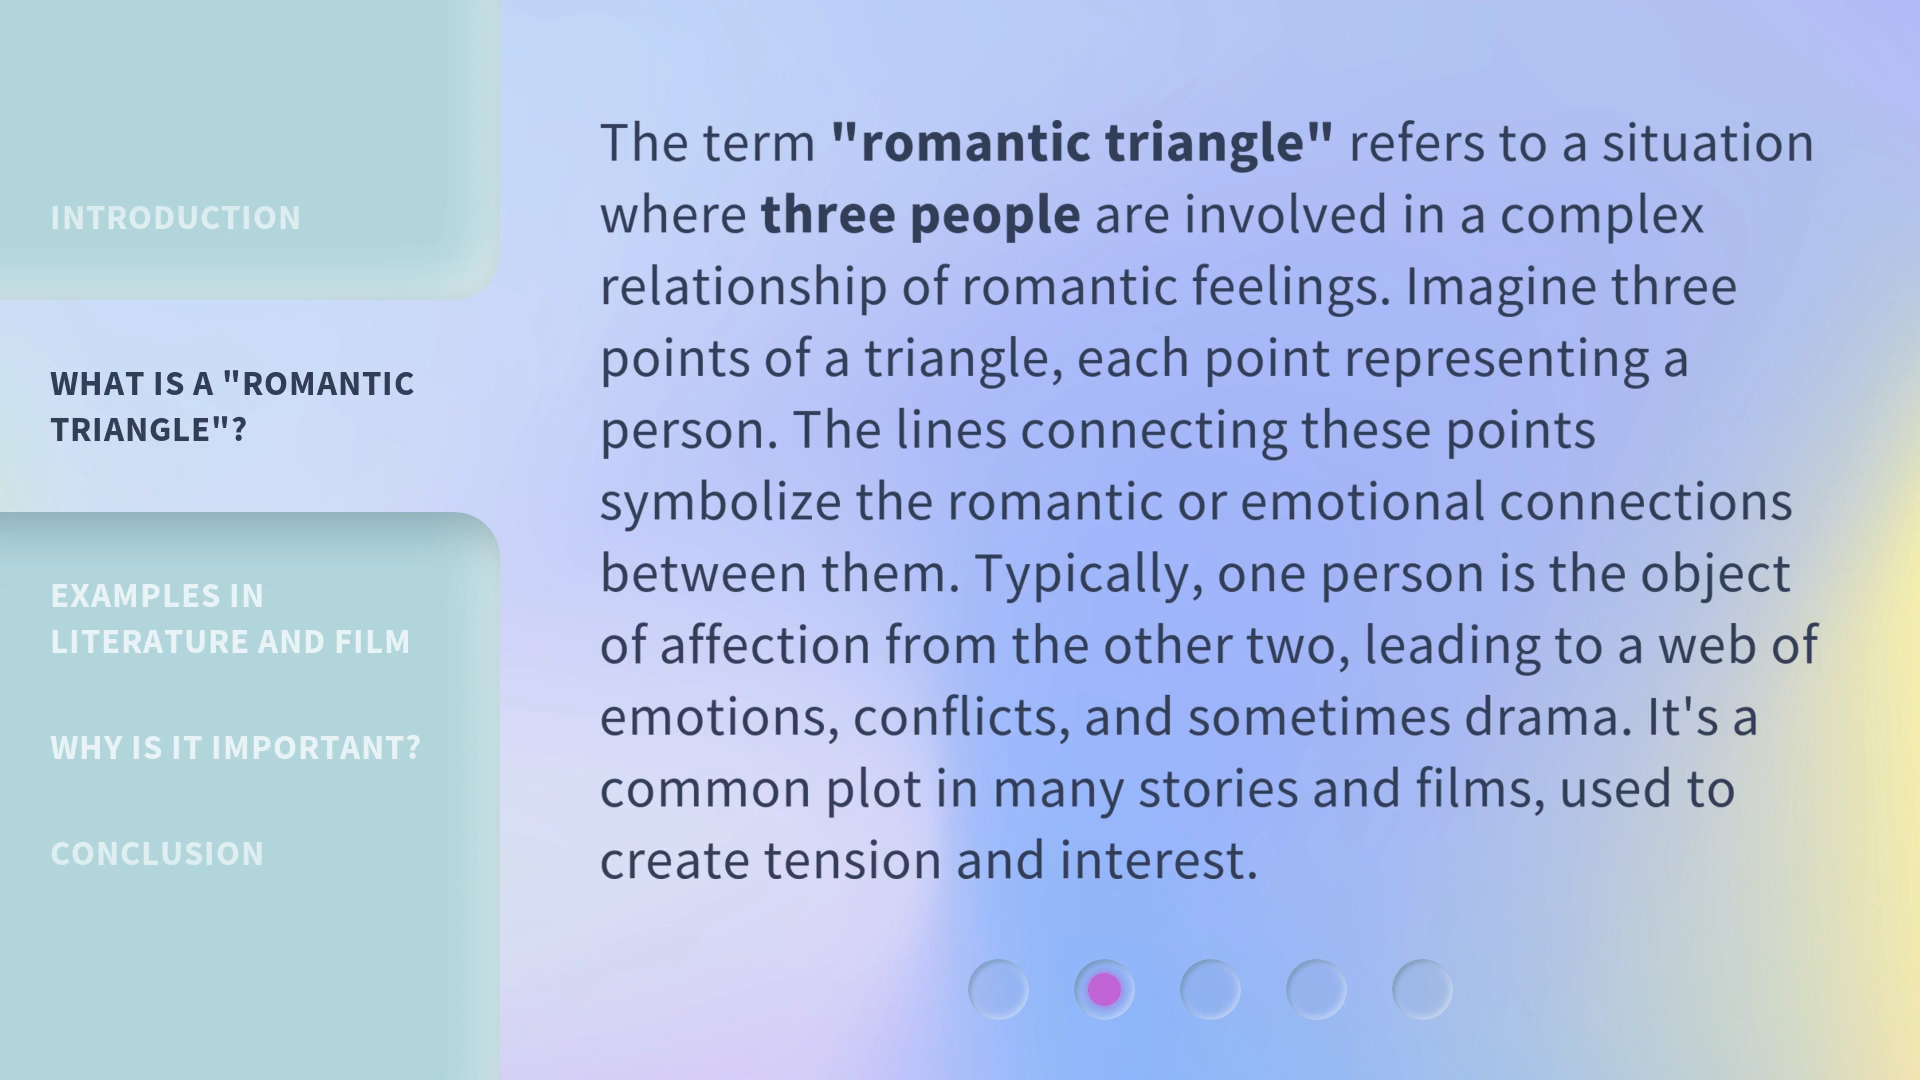 INTRODUCTION
WHAT IS A "ROMANTIC
TRIANGLE"?
EXAMPLES IN
LITERATURE AND FILM
WHY IS IT IMPORTANT?
CONCLUSION
The term "romantic triangle" refers to a situation
where three people are involved in a complex
relationship of romantic feelings. Imagine three
points of a triangle, each point representing a
person. The lines connecting these points
symbolize the romantic or emotional connections
between them. Typically, one person is the object
of affection from the other two, leading to a web of
emotions, conflicts, and sometimes drama. It's a
common plot in many stories and films, used to
create tension and interest.